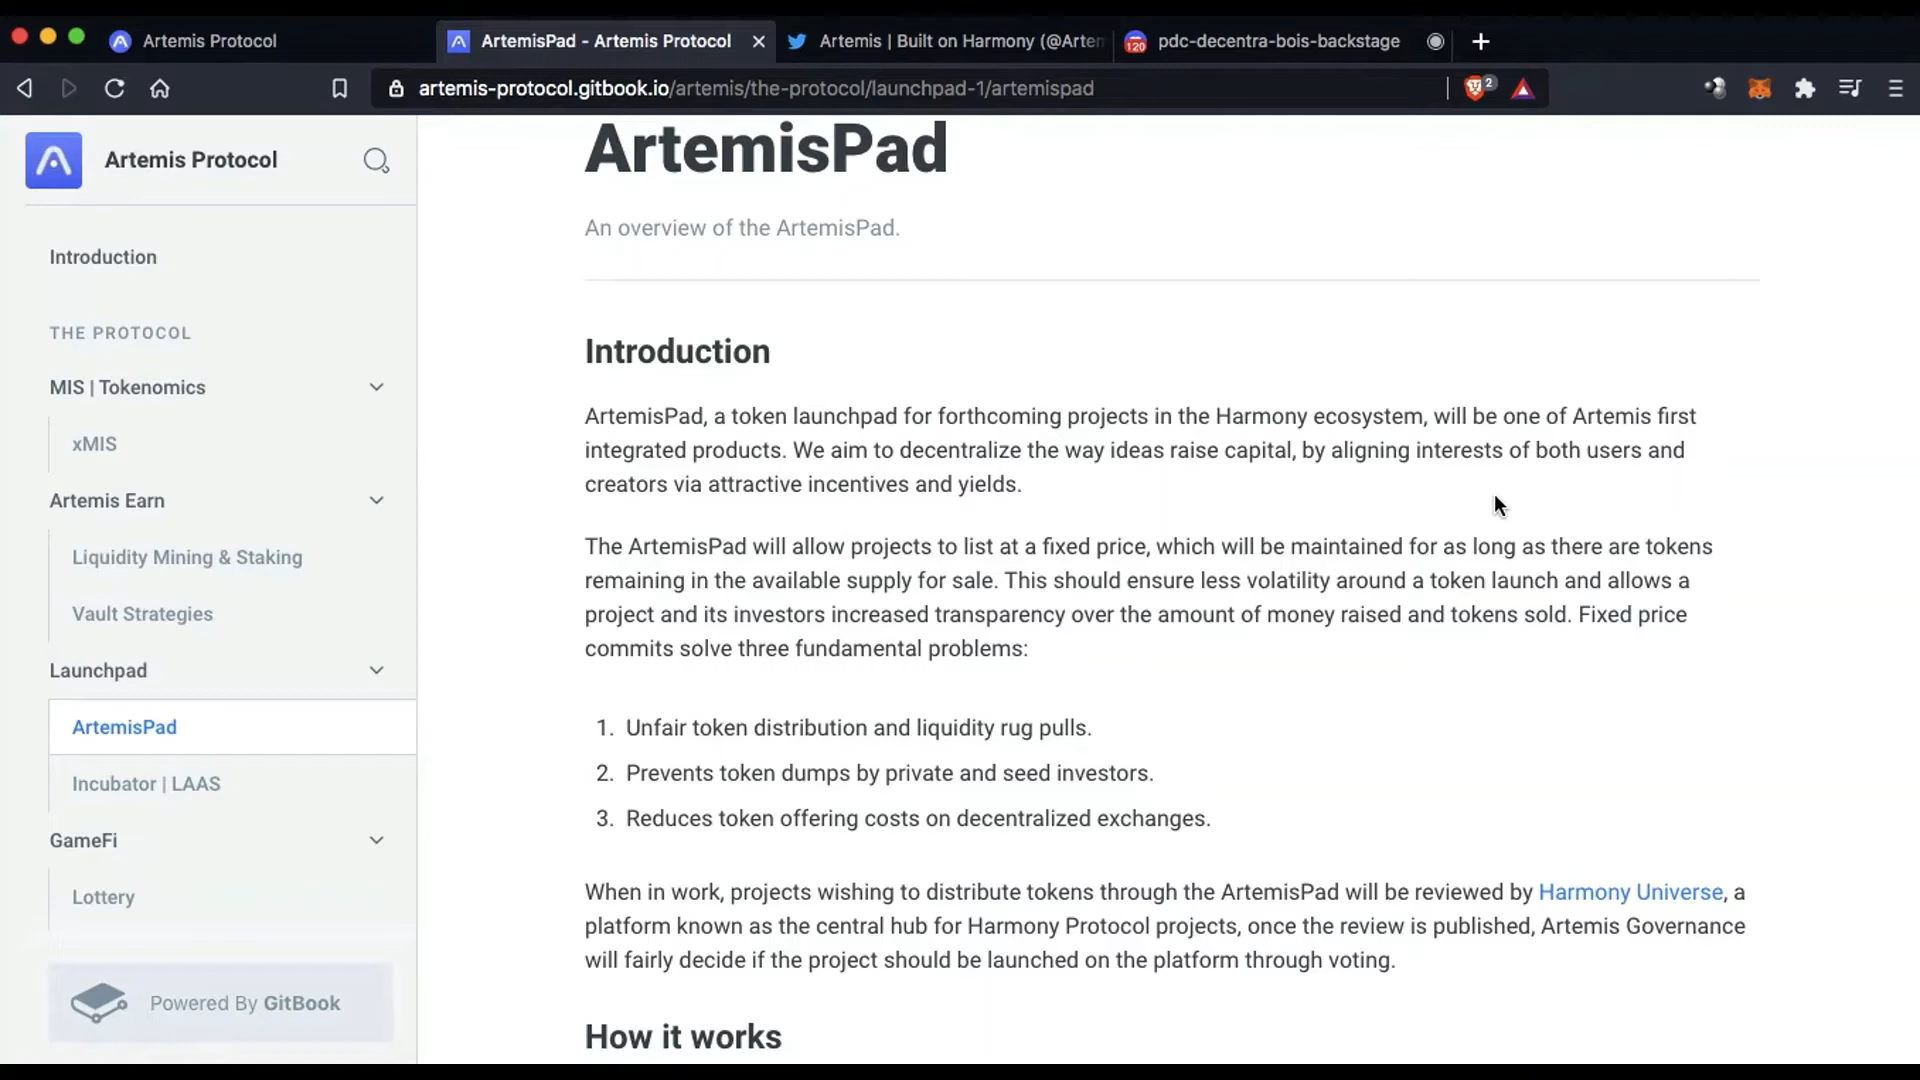 Artemis Protocol
ArtemisPad - Artemis Protocol
Artemis | Built on Harmony (@Artem
120
pdc-decentra-bois-backstage
artemis-protocol.gitbook.io/artemis/the-protocol/launchpad-1/artemispad
2
Artemis Protocol
Introduction
THE PROTOCOL
MIS | Tokenomics
xMIS
Artemis Earn
Liquidity Mining & Staking
Vault Strategies
Launchpad
ArtemisPad
Incubator | LAAS
GameFi
Lottery
Powered By GitBook
ArtemisPad
An overview of the ArtemisPad.
Introduction
ArtemisPad, a token launchpad for forthcoming projects in the Harmony ecosystem, will be one of Artemis first
integrated products. We aim to decentralize the way ideas raise capital, by aligning interests of both users and
creators via attractive incentives and yields.
The ArtemisPad will allow projects to list at a fixed price, which will be maintained for as long as there are tokens
remaining in the available supply for sale. This should ensure less volatility around a token launch and allows a
project and its investors increased transparency over the amount of money raised and tokens sold. Fixed price
commits solve three fundamental problems:
1. Unfair token distribution and liquidity rug pulls.
2. Prevents token dumps by private and seed investors.
3. Reduces token offering costs on decentralized exchanges.
When in work, projects wishing to distribute tokens through the ArtemisPad will be reviewed by Harmony Universe, a
platform known as the central hub for Harmony Protocol projects, once the review is published, Artemis Governance
will fairly decide if the project should be launched on the platform through voting.
How it works